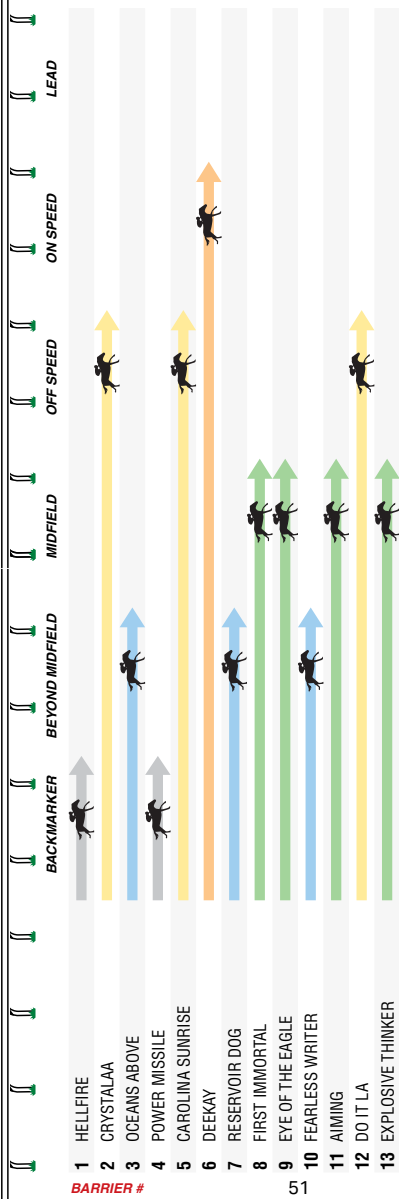 BACKMARKER BEYOND MIDFIELD MIDFIELD OFF SPEED ON SPEED LEAD
1 HELLFIRE
2 CRYSTALAA
3 OCEANS ABOVE
4 POWER MISSILE
5 CAROLINA SUNRISE
6 DEEKAY
7 RESERVOIR DOG
8 FIRST IMMORTAL
9 EYE OF THE EAGLE
10 FEARLESS WRITER
11 AIMING
12 DO IT LA
13 EXPLOSIVE THINKER
BARRIER #
51